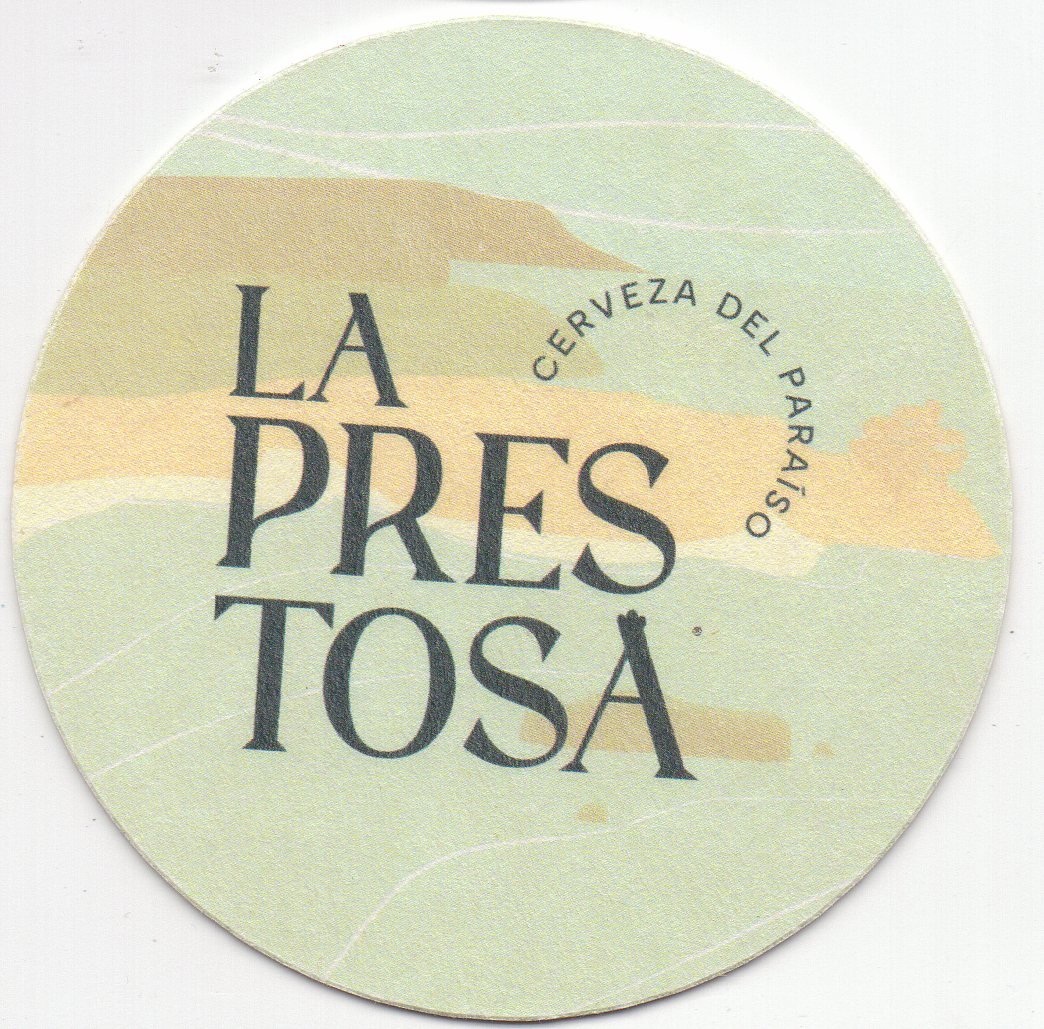 LA
PRES
TOSA
®
CERVEZA DEL PARAÍSO